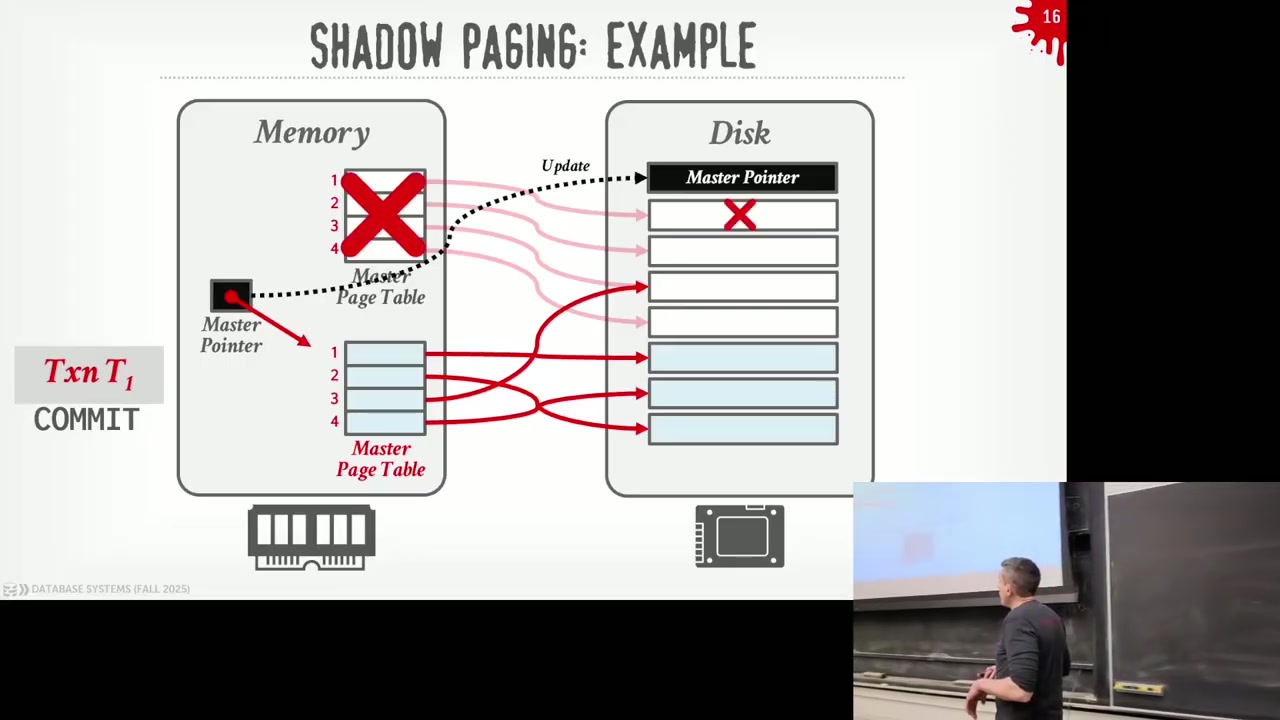 SHADOW PAGING: EXAMPLE
16
Memory
Disk
1
2
3
4
Master
Page Table
Update
Master Pointer
Master
Pointer
Txn T1
COMMIT
1
2
3
4
Master
Page Table
DATABASE SYSTEMS (FALL 2025)